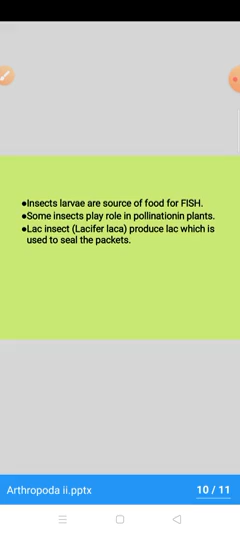 ●Insects larvae are source of food for FISH.
●Some insects play role in pollinationin plants.
●Lac insect (Lacifer laca) produce lac which is
used to seal the packets.
Arthropoda ii.pptx
10 / 11